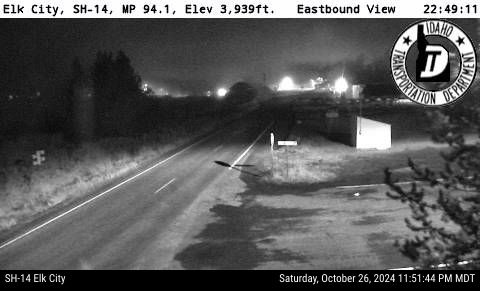 Elk City, SH-14, MP 94.1, Elev 3,939ft. Eastbound View 22:49:11
IDAHO
TRANSPORTATION DEPARTMENT
SH-14 Elk City Saturday, October 26, 2024 11:51:44 PM MDT